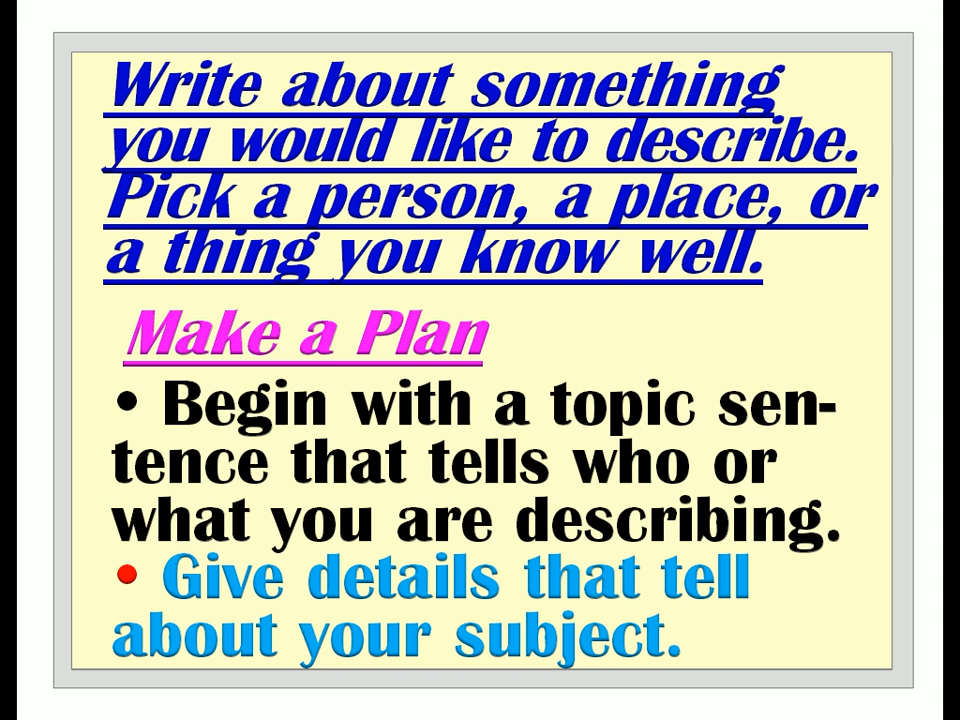 Write about something
you would like to describe.
Pick a person, a place, or
a thing you know well.
Make a Plan
• Begin with a topic sen-
tence that tells who or
what you are describing.
• Give details that tell
about your subject.